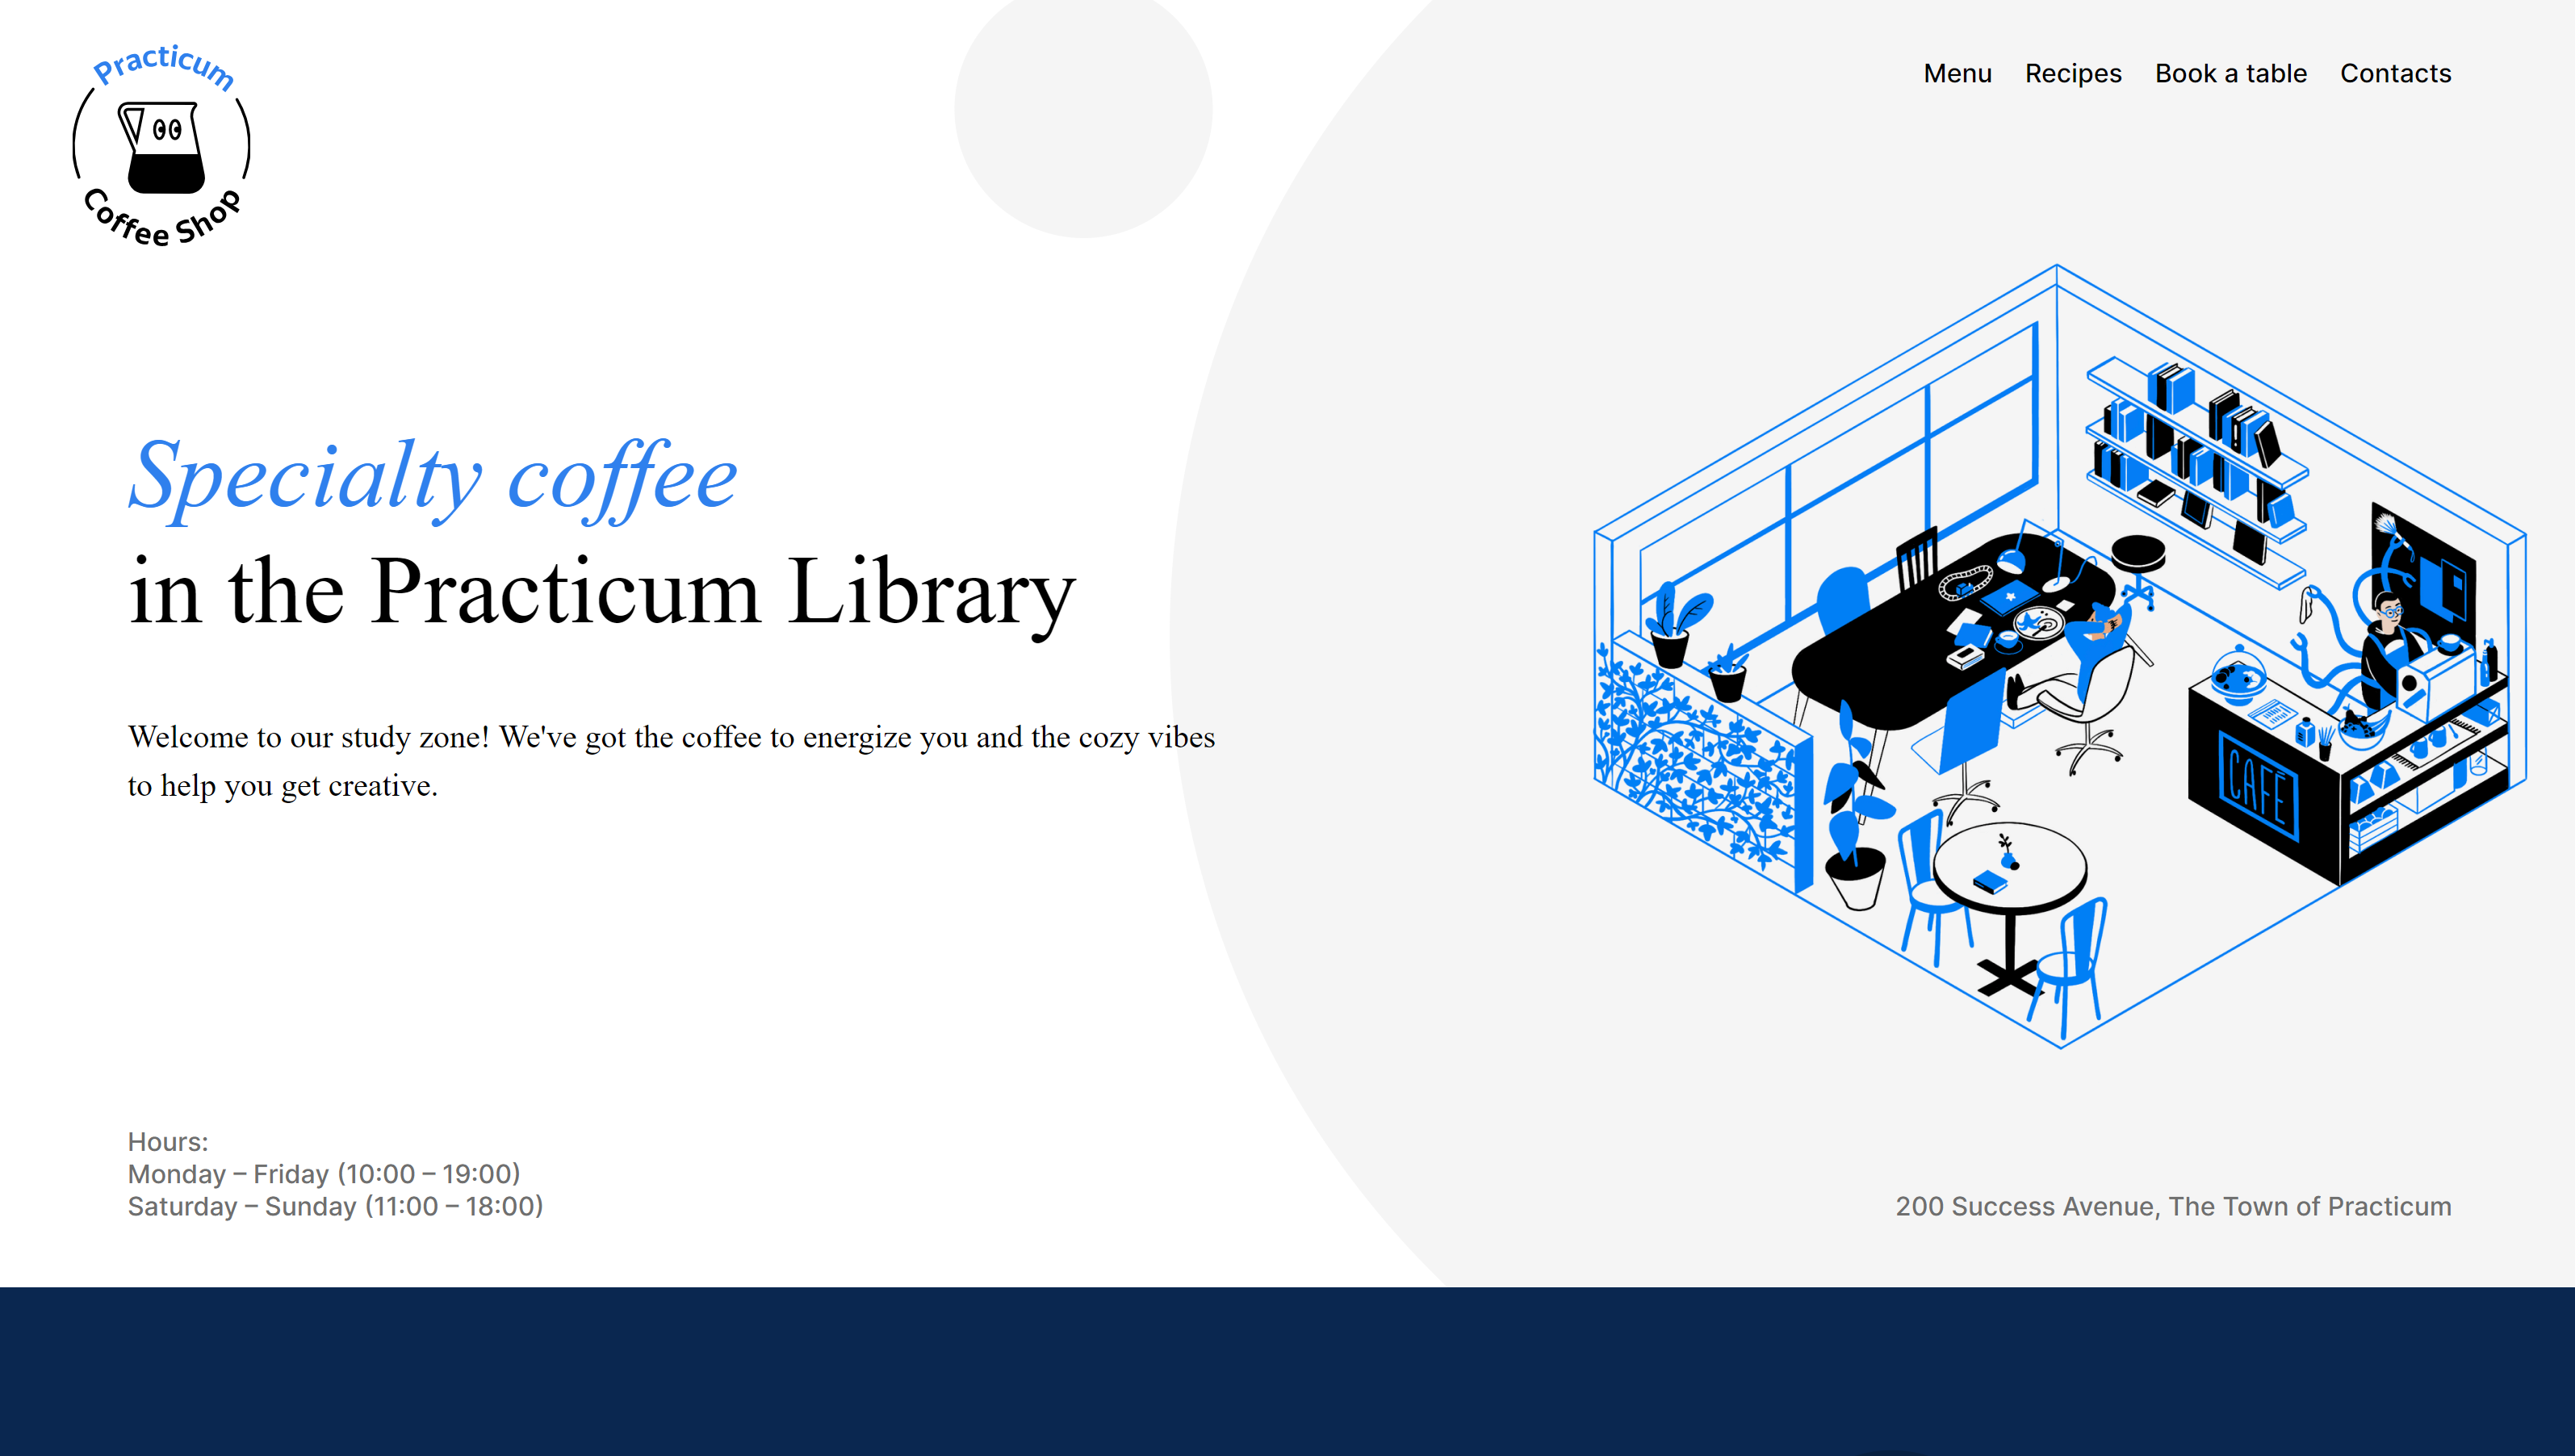 Practicum
Coffee Shop
Menu Recipes Book a table Contacts
Specialty coffee
in the Practicum Library
Welcome to our study zone! We've got the coffee to energize you and the cozy vibes
to help you get creative.
CAFE
Hours:
Monday – Friday (10:00 – 19:00)
Saturday – Sunday (11:00 – 18:00)
200 Success Avenue, The Town of Practicum